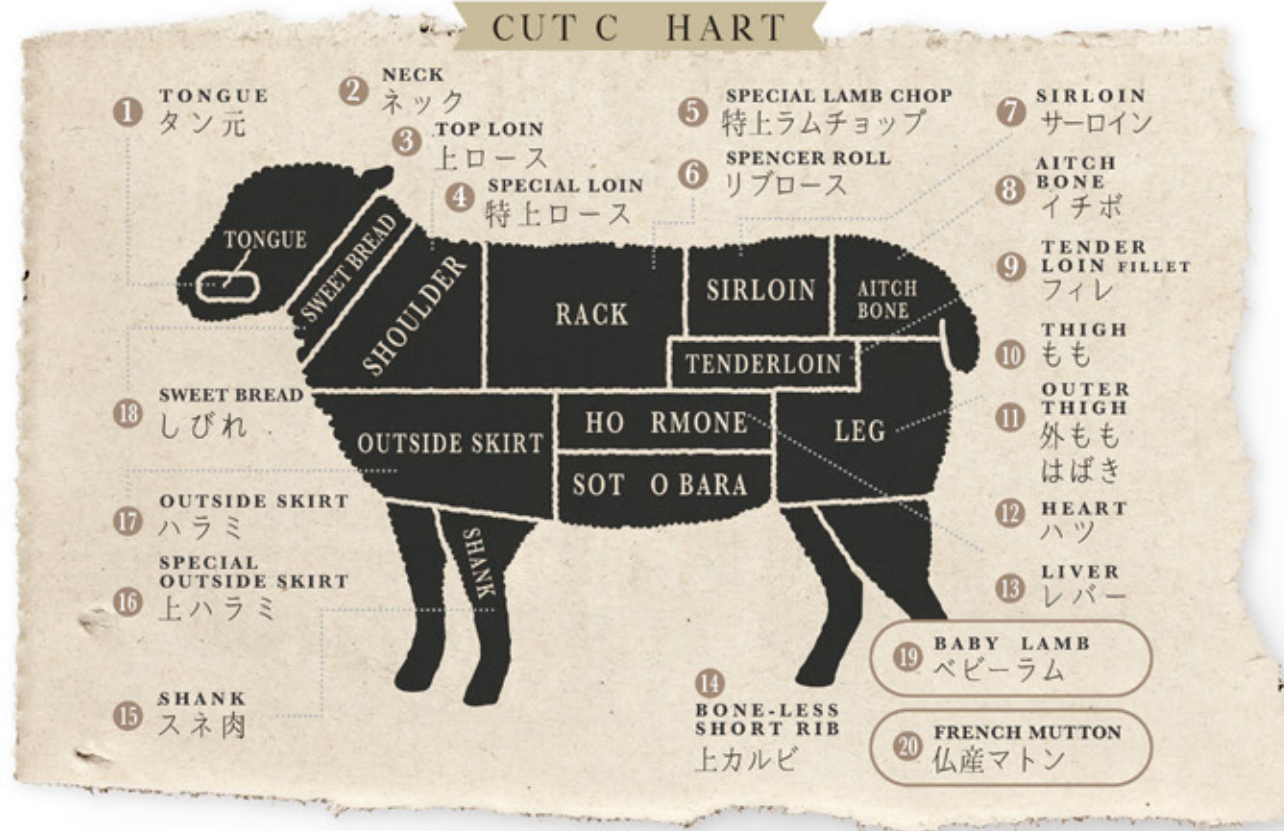 CUT C HART
1 TONGUE
タン元
2 NECK
ネック
3 TOP LOIN
上ロース
4 SPECIAL LOIN
特上ロース
5 SPECIAL LAMB CHOP
特上ラムチョップ
6 SPENCER ROLL
リブロース
7 SIRLOIN
サーロイン
8 AITCH
BONE
イチボ
9 TENDER
LOIN FILLET
フィレ
10 THIGH
もも
11 OUTER
THIGH
外もも
はばき
12 HEART
ハツ
13 LIVER
レバー
14
BONE-LESS
SHORT RIB
上カルビ
15 SHANK
スネ肉
16 SPECIAL
OUTSIDE SKIRT
上ハラミ
17 OUTSIDE SKIRT
ハラミ
18 SWEET BREAD
しびれ
19 BABY LAMB
ベビーラム
20 FRENCH MUTTON
仏産マトン
TONGUE
SWEET BREAD
SHOULDER
RACK
SIRLOIN
AITCH
BONE
TENDERLOIN
OUTSIDE SKIRT
HO RMONE
SOT O BARA
LEG
SHANK